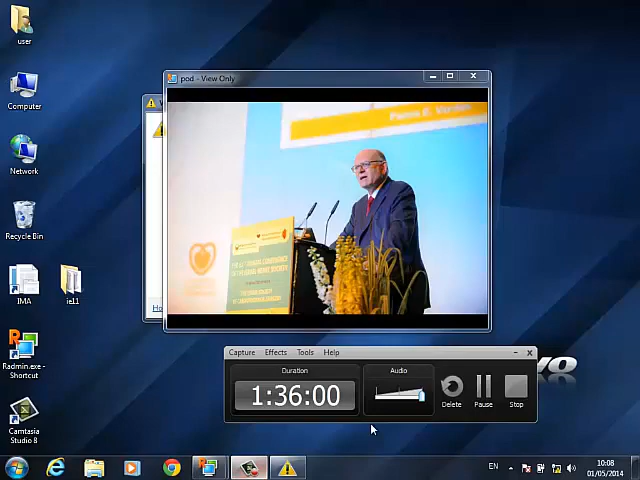 user
Computer
Network
Recycle Bin
IMA
ie11
Radmin.exe -
Shortcut
Camtasia
Studio 8
pod - View Only
Capture Effects Tools Help
Duration
Audio
1:36:00
Delete
Pause
Stop
EN
10:08
01/05/2014